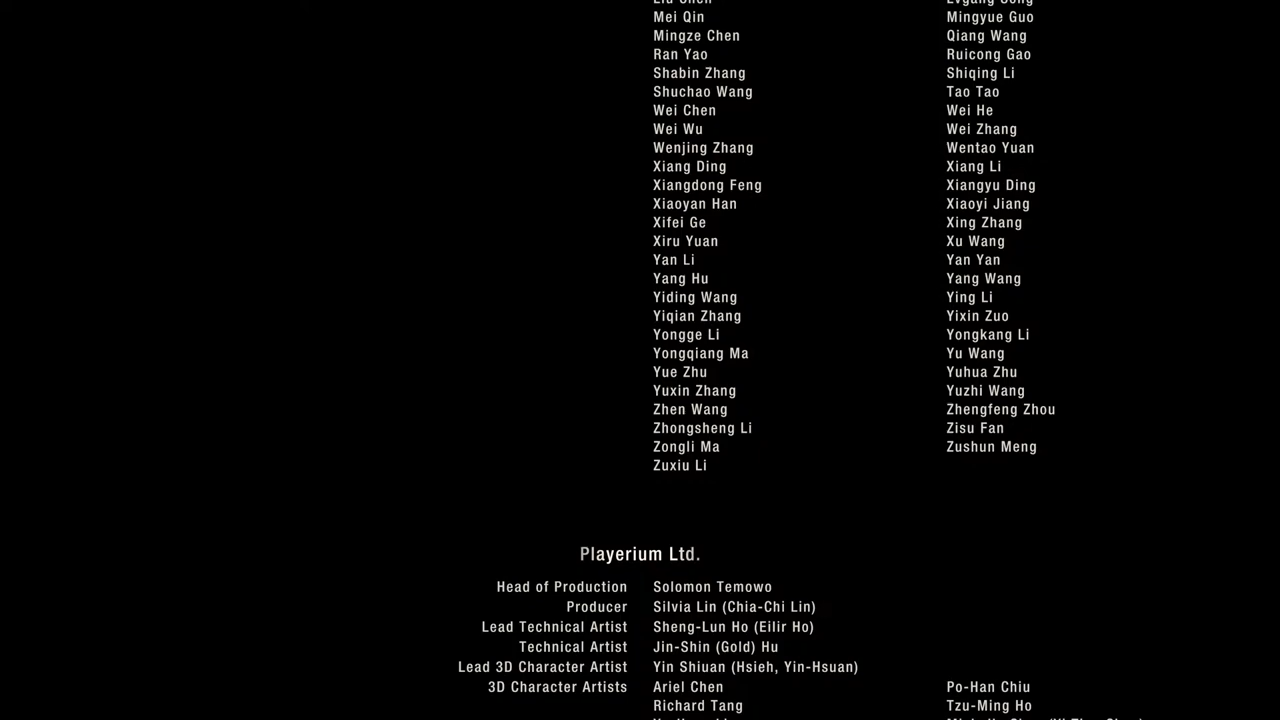 Mei Qin Mingyue Guo
Mingze Chen Qiang Wang
Ran Yao Ruicong Gao
Shabin Zhang Shiqing Li
Shuchao Wang Tao Tao
Wei Chen Wei He
Wei Wu Wei Zhang
Wenjing Zhang Wentao Yuan
Xiang Ding Xiang Li
Xiangdong Feng Xiangyu Ding
Xiaoyan Han Xiaoyi Jiang
Xifei Ge Xing Zhang
Xiru Yuan Xu Wang
Yan Li Yan Yan
Yang Hu Yang Wang
Yiding Wang Ying Li
Yiqian Zhang Yixin Zuo
Yongge Li Yongkang Li
Yongqiang Ma Yu Wang
Yue Zhu Yuhua Zhu
Yuxin Zhang Yuzhi Wang
Zhen Wang Zhengfeng Zhou
Zhongsheng Li Zisu Fan
Zongli Ma Zushun Meng
Zuxiu Li
Playerium Ltd.
Head of Production Solomon Temowo
Producer Silvia Lin (Chia-Chi Lin)
Lead Technical Artist Sheng-Lun Ho (Eilir Ho)
Technical Artist Jin-Shin (Gold) Hu
Lead 3D Character Artist Yin Shiuan (Hsieh, Yin-Hsuan)
3D Character Artists Ariel Chen Po-Han Chiu
Richard Tang Tzu-Ming Ho